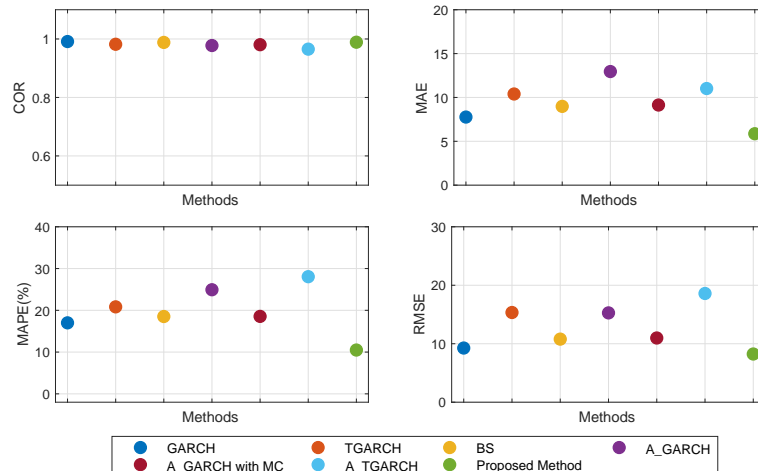 1
0.8
0.6
COR
Methods
20
15
10
5
0
MAE
Methods
40
30
20
10
0
MAPE(%)
Methods
30
20
10
0
RMSE
Methods
GARCH
TGARCH
BS
A_GARCH
A_GARCH with MC
A_TGARCH
Proposed Method